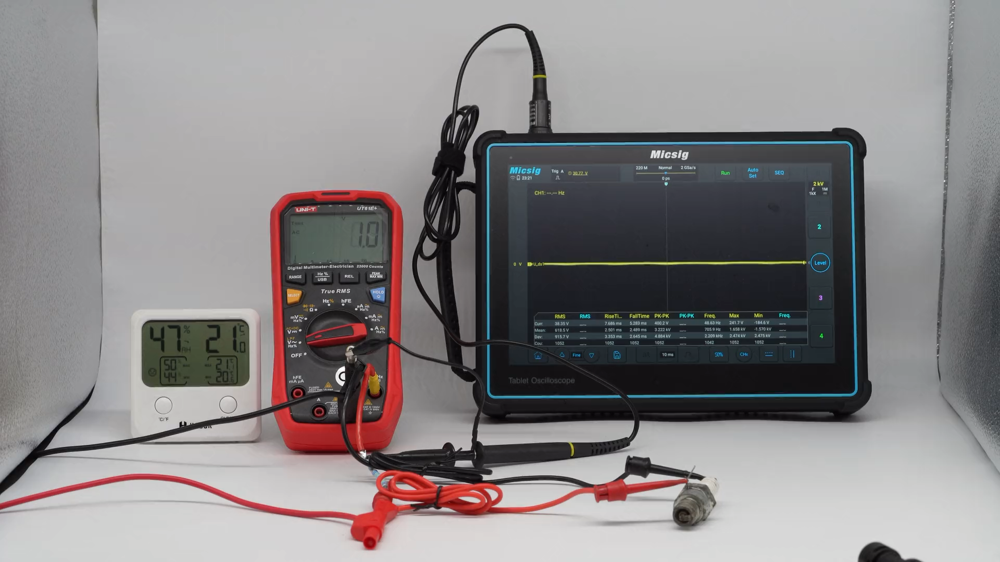 Micsig
Micsig
Trig A
30.77 V
220 M Normal 2 GSa/s
0 ps
Run
Auto
Set
SEQ
23:21
CH1: ---.-- Hz
2 kV
F 1M
1kX
2
Level
3
4
0 V
U_ds1
RMS RMS RiseTi... FallTime PK-PK PK-PK Freq. Max Min Freq.
Curr: 38.35 V 7.686 ms 5.283 ms 400.2 V 48.63 Hz 241.7 V -184.6 V
Mean: 618.5 V 2.501 ms 2.489 ms 3.222 kV 705.9 Hz 1.658 kV -1.570 kV
Dev: 915.7 V 3.353 ms 2.645 ms 4.884 kV 2.209 kHz 2.474 kV 2.475 kV
Cou: 1052 1052 1052 1052 1042 1052 1052
Fine
10 ms
50%
CHx
Tablet Oscilloscope
UNI-T
UT61E+
V
AC
1.0
Digital Multimeter-Electrician 22000 Counts
RANGE
Hz %
USB
REL
PEAK
MAX MIN
True RMS
SELECT
HOLD
Hz%
hFE
Ω
µA
Hz%
mV
mA
Hz%
AC+DC
V
A
Hz%
LPF
V~
Hz%
OFF
hFE
mA µA
FUSED
A
47 %
RH
21.0 °C
50
44
21.
20.
°C/°F